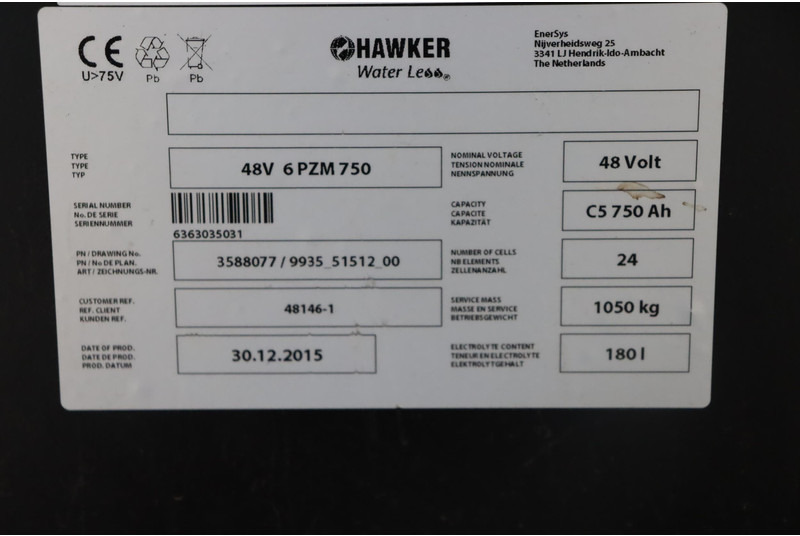 CE
U>75V
Pb
Pb
HAWKER
Water Less®
EnerSys
Nijverheidsweg 25
3341 LJ Hendrik-Ido-Ambacht
The Netherlands
TYPE
TYPE
TYP
48V 6 PZM 750
NOMINAL VOLTAGE
TENSION NOMINALE
NENNSPANNUNG
48 Volt
SERIAL NUMBER
No. DE SERIE
SERIENNUMMER
6363035031
CAPACITY
CAPACITE
KAPAZITÄT
C5 750 Ah
PN / DRAWING No.
PN / No DE PLAN.
ART / ZEICHNUNGS-NR.
3588077 / 9935_51512_00
NUMBER OF CELLS
NB ELEMENTS
ZELLENANZAHL
24
CUSTOMER REF.
REF. CLIENT
KUNDEN REF.
48146-1
SERVICE MASS
MASSE EN SERVICE
BETRIEBSGEWICHT
1050 kg
DATE OF PROD.
DATE DE PROD.
PROD. DATUM
30.12.2015
ELECTROLYTE CONTENT
TENEUR EN ELECTROLYTE
ELEKTROLYTGEHALT
180 l